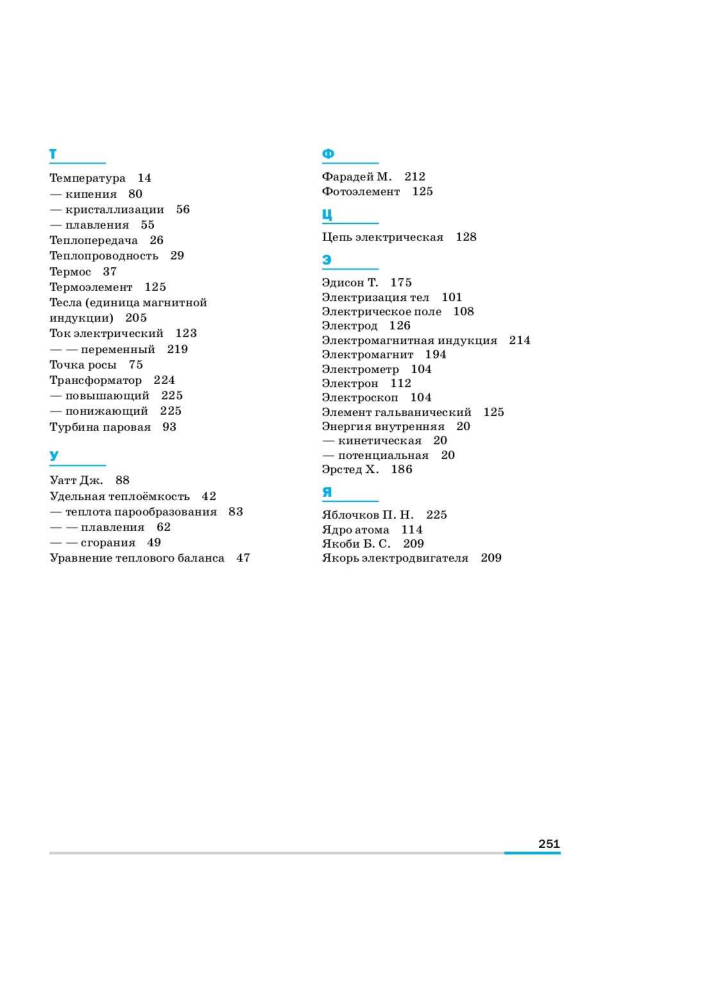 Т
Температура 14
— кипения 80
— кристаллизации 56
— плавления 55
Теплопередача 26
Теплопроводность 29
Термос 37
Термоэлемент 125
Тесла (единица магнитной
индукции) 205
Ток электрический 123
— — переменный 219
Точка росы 75
Трансформатор 224
— повышающий 225
— понижающий 225
Турбина паровая 93
У
Уатт Дж. 88
Удельная теплоёмкость 42
— теплота парообразования 83
— — плавления 62
— — сгорания 49
Уравнение теплового баланса 47
Ф
Фарадей М. 212
Фотоэлемент 125
Ц
Цепь электрическая 128
Э
Эдисон Т. 175
Электризация тел 101
Электрическое поле 108
Электрод 126
Электромагнитная индукция 214
Электромагнит 194
Электрометр 104
Электрон 112
Электроскоп 104
Элемент гальванический 125
Энергия внутренняя 20
— кинетическая 20
— потенциальная 20
Эрстед Х. 186
Я
Яблочков П. Н. 225
Ядро атома 114
Якоби Б. С. 209
Якорь электродвигателя 209
251